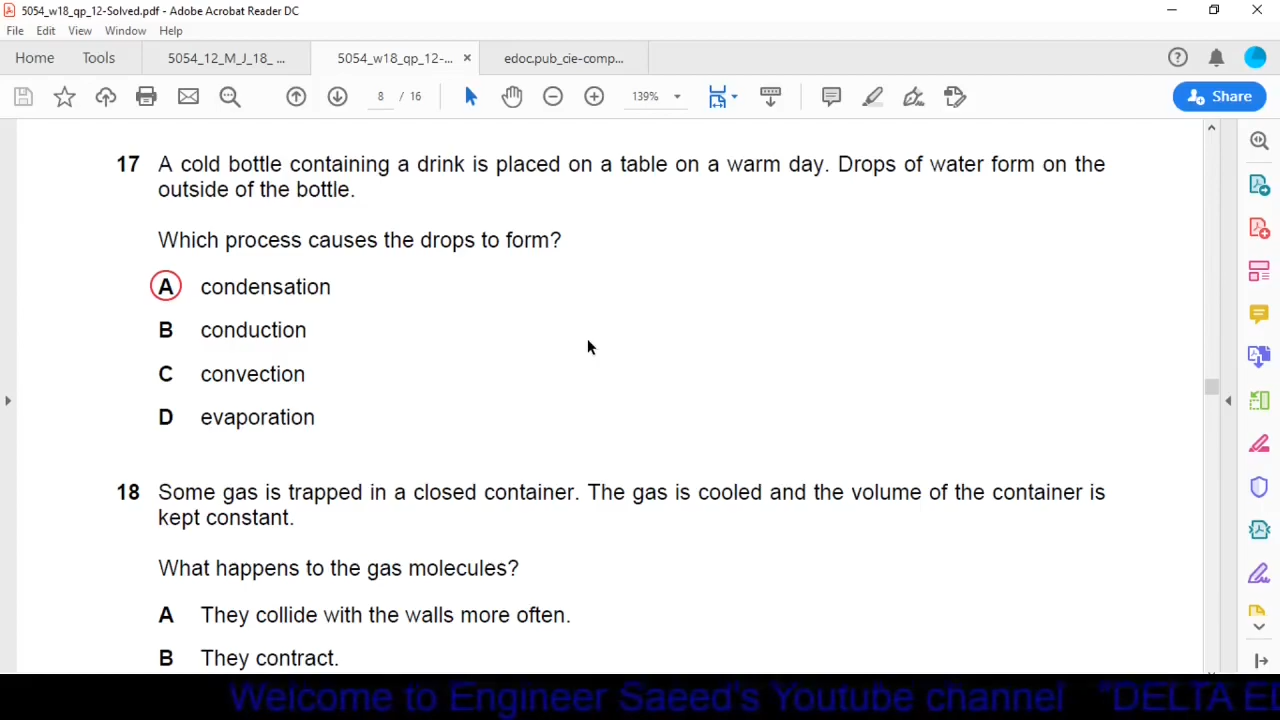 5054_w18_qp_12-Solved.pdf - Adobe Acrobat Reader DC
File Edit View Window Help
Home Tools 5054_12_M_J_18_ ... 5054_w18_qp_12-... × edoc.pub_cie-comp...
8 / 16 139% Share
17 A cold bottle containing a drink is placed on a table on a warm day. Drops of water form on the
outside of the bottle.
Which process causes the drops to form?
A condensation
B conduction
C convection
D evaporation
18 Some gas is trapped in a closed container. The gas is cooled and the volume of the container is
kept constant.
What happens to the gas molecules?
A They collide with the walls more often.
B They contract.
Welcome to Engineer Saeed's Youtube channel "DELTA